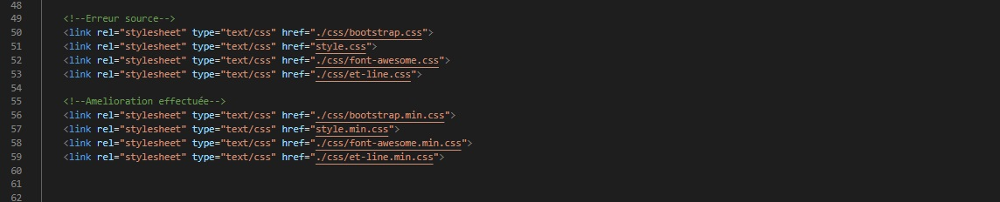 48
49 <!--Erreur source-->
50 <link rel="stylesheet" type="text/css" href="./css/bootstrap.css">
51 <link rel="stylesheet" type="text/css" href="style.css">
52 <link rel="stylesheet" type="text/css" href="./css/font-awesome.css">
53 <link rel="stylesheet" type="text/css" href="./css/et-line.css">
54
55 <!--Amelioration effectuée-->
56 <link rel="stylesheet" type="text/css" href="./css/bootstrap.min.css">
57 <link rel="stylesheet" type="text/css" href="style.min.css">
58 <link rel="stylesheet" type="text/css" href="./css/font-awesome.min.css">
59 <link rel="stylesheet" type="text/css" href="./css/et-line.min.css">
60
61
62